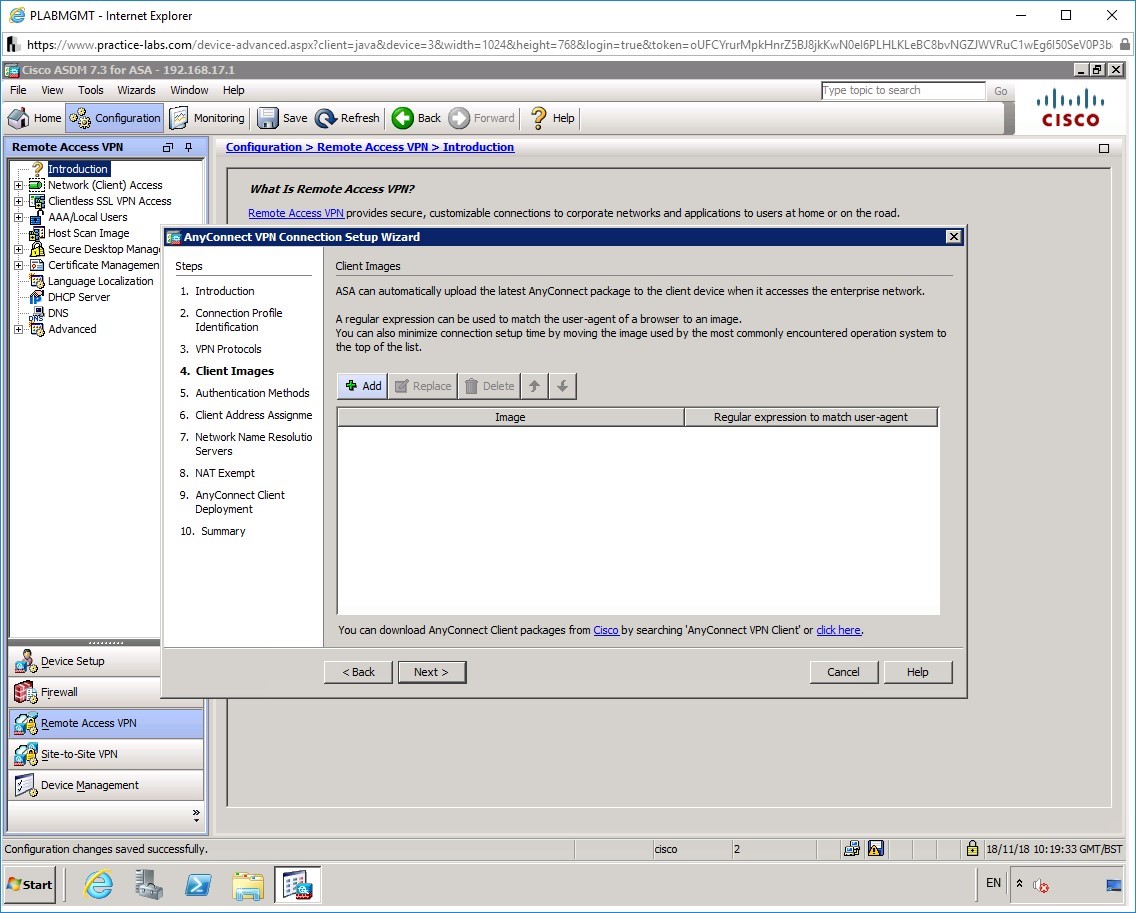 PLABMGMT - Internet Explorer
https://www.practice-labs.com/device-advanced.aspx?client=java&device=3&width=1024&height=768&login=true&token=
Cisco ASDM 7.3 for ASA - 192.168.17.1
File View Tools Wizards Window Help
Type topic to search Go
Home Configuration Monitoring Save Refresh Back Forward Help
CISCO
Remote Access VPN
Configuration > Remote Access VPN > Introduction
Introduction
Network (Client) Access
Clientless SSL VPN Access
AAA/Local Users
Host Scan Image
Secure Desktop Manag
Certificate Managemen
Language Localization
DHCP Server
DNS
Advanced
What Is Remote Access VPN?
Remote Access VPN provides secure, customizable connections to corporate networks and applications to users at home or on the road.
AnyConnect VPN Connection Setup Wizard
Steps
1. Introduction
2. Connection Profile
Identification
3. VPN Protocols
4. Client Images
5. Authentication Methods
6. Client Address Assignme
7. Network Name Resolutio
Servers
8. NAT Exempt
9. AnyConnect Client
Deployment
10. Summary
Client Images
ASA can automatically upload the latest AnyConnect package to the client device when it accesses the enterprise network.
A regular expression can be used to match the user-agent of a browser to an image.
You can also minimize connection setup time by moving the image used by the most commonly encountered operation system to
the top of the list.
Add Replace Delete
Image Regular expression to match user-agent
You can download AnyConnect Client packages from Cisco by searching 'AnyConnect VPN Client' or click here.
< Back Next > Cancel Help
Device Setup
Firewall
Remote Access VPN
Site-to-Site VPN
Device Management
Configuration changes saved successfully. cisco 2 18/11/18 10:19:33 GMT/BST
Start EN